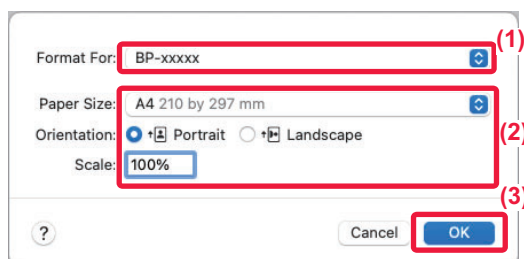 (1)
Format For: BP-xxxxx
Paper Size: A4 210 by 297 mm
Orientation: Portrait Landscape (2)
Scale: 100%
(3)
? Cancel OK